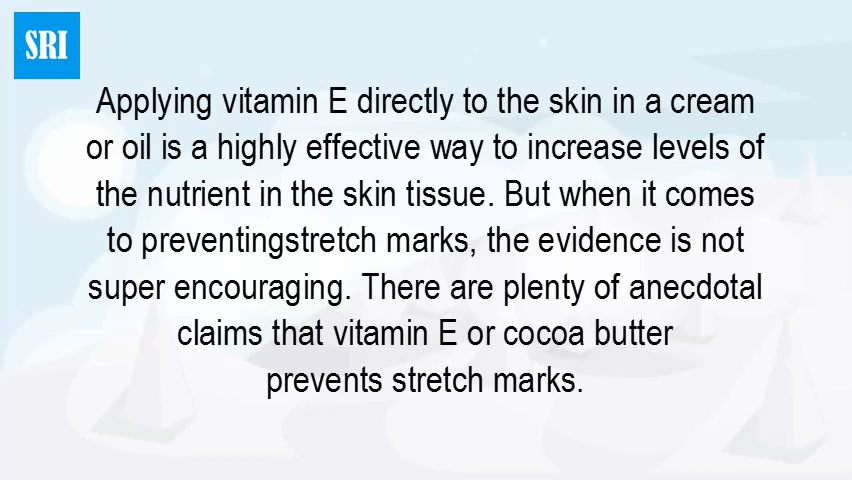 SRI
Applying vitamin E directly to the skin in a cream
or oil is a highly effective way to increase levels of
the nutrient in the skin tissue. But when it comes
to preventingstretch marks, the evidence is not
super encouraging. There are plenty of anecdotal
claims that vitamin E or cocoa butter
prevents stretch marks.